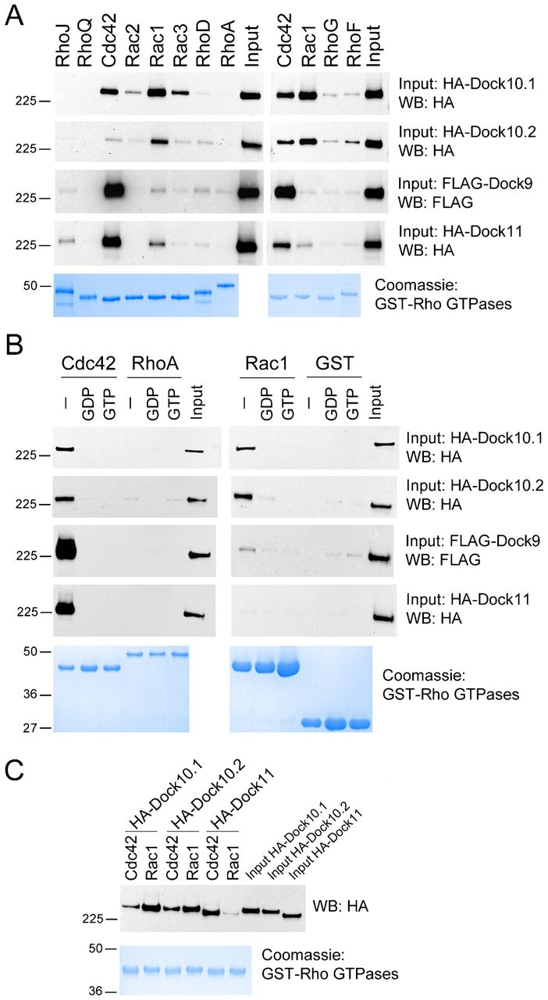 A
RhoJ RhoQ Cdc42 Rac2 Rac1 Rac3 RhoD RhoA Input Cdc42 Rac1 RhoG RhoF Input
225
Input: HA-Dock10.1
WB: HA
225
Input: HA-Dock10.2
WB: HA
225
Input: FLAG-Dock9
WB: FLAG
225
Input: HA-Dock11
WB: HA
50
Coomassie:
GST-Rho GTPases
B
Cdc42 RhoA Rac1 GST
– GDP GTP – GDP GTP Input – GDP GTP – GDP GTP Input
225
Input: HA-Dock10.1
WB: HA
225
Input: HA-Dock10.2
WB: HA
225
Input: FLAG-Dock9
WB: FLAG
225
Input: HA-Dock11
WB: HA
50
36
27
Coomassie:
GST-Rho GTPases
C
HA-Dock10.1 HA-Dock10.2 HA-Dock11
Cdc42 Rac1 Cdc42 Rac1 Cdc42 Rac1 Input HA-Dock10.1 Input HA-Dock10.2 Input HA-Dock11
225
WB: HA
50
36
Coomassie:
GST-Rho GTPases